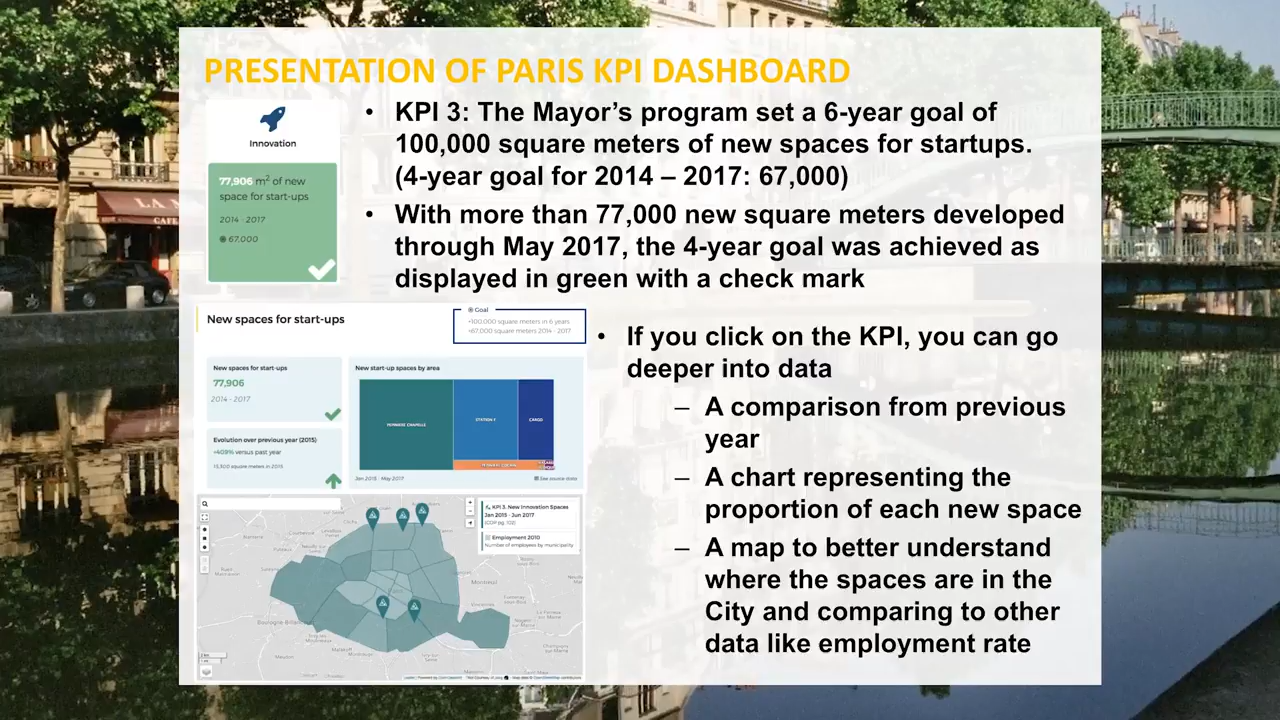 PRESENTATION OF PARIS KPI DASHBOARD
Innovation
77,906 m² of new
space for start-ups
2014 - 2017
67,000
• KPI 3: The Mayor's program set a 6-year goal of
100,000 square meters of new spaces for startups.
(4-year goal for 2014 – 2017: 67,000)
• With more than 77,000 new square meters developed
through May 2017, the 4-year goal was achieved as
displayed in green with a check mark
New spaces for start-ups
Goal
+100,000 square meters in 6 years
+67,000 square meters 2014 - 2017
New spaces for start-ups
77,906
2014 - 2017
Evolution over previous year (2015)
+409% versus past year
15,300 square meters in 2015
New start-up spaces by area
STATION F
CARGO
Jan 2015 - May 2017
See source data
KPI 3. New Innovation Spaces
Jan 2015 - Jun 2017
(COP pg. 102)
Employment 2010
Number of employees by municipality
Montreuil
Vincennes
• If you click on the KPI, you can go
deeper into data
– A comparison from previous
year
– A chart representing the
proportion of each new space
– A map to better understand
where the spaces are in the
City and comparing to other
data like employment rate